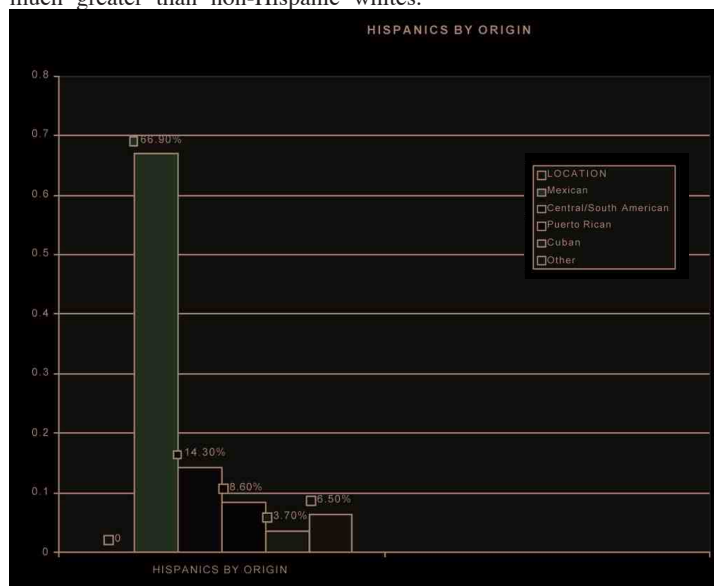 much greater than non-Hispanic whites.
HISPANICS BY ORIGIN
0.8
0.7
66.90%
LOCATION
Mexican
0.6
Central/South American
Puerto Rican
Cuban
0.5
Other
0.4
0.3
0.2
14.30%
0.1
8.60%
3.70%
6.50%
0
0
HISPANICS BY ORIGIN